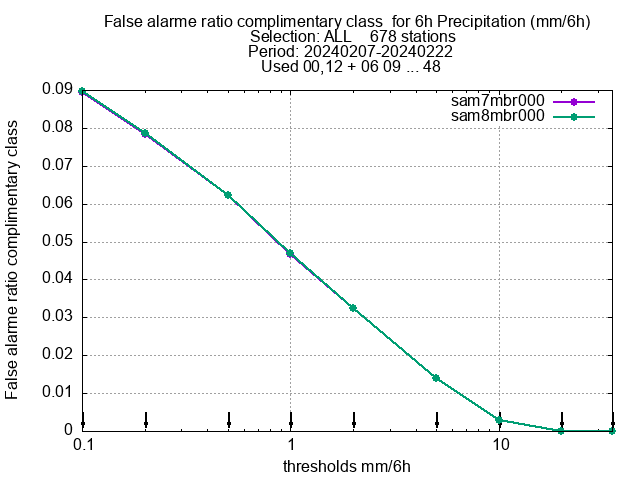 False alarme ratio complimentary class  for 6h Precipitation (mm/6h)
Selection: ALL    678 stations
Period: 20240207-20240222
Used 00,12 + 06 09 ... 48
sam7mbr000
sam8mbr000
0.09
0.08
0.07
0.06
0.05
0.04
0.03
0.02
0.01
0
False alarme ratio complimentary class
0.1 1 10
thresholds mm/6h